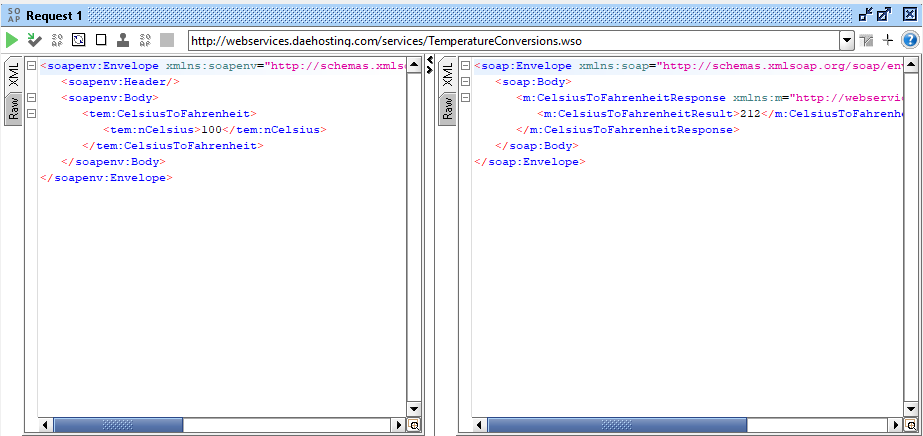 SO AP Request 1
http://webservices.daehosting.com/services/TemperatureConversions.wso
XML
Raw
<soapenv:Envelope xmlns:soapenv="http://schemas.xmls
<soapenv:Header/>
<soapenv:Body>
<tem:CelsiusToFahrenheit>
<tem:nCelsius>100</tem:nCelsius>
</tem:CelsiusToFahrenheit>
</soapenv:Body>
</soapenv:Envelope>
XML
Raw
<soap:Envelope xmlns:soap="http://schemas.xmlsoap.org/soap/en
<soap:Body>
<m:CelsiusToFahrenheitResponse xmlns:m="http://webservic
<m:CelsiusToFahrenheitResult>212</m:CelsiusToFahrenhe
</m:CelsiusToFahrenheitResponse>
</soap:Body>
</soap:Envelope>